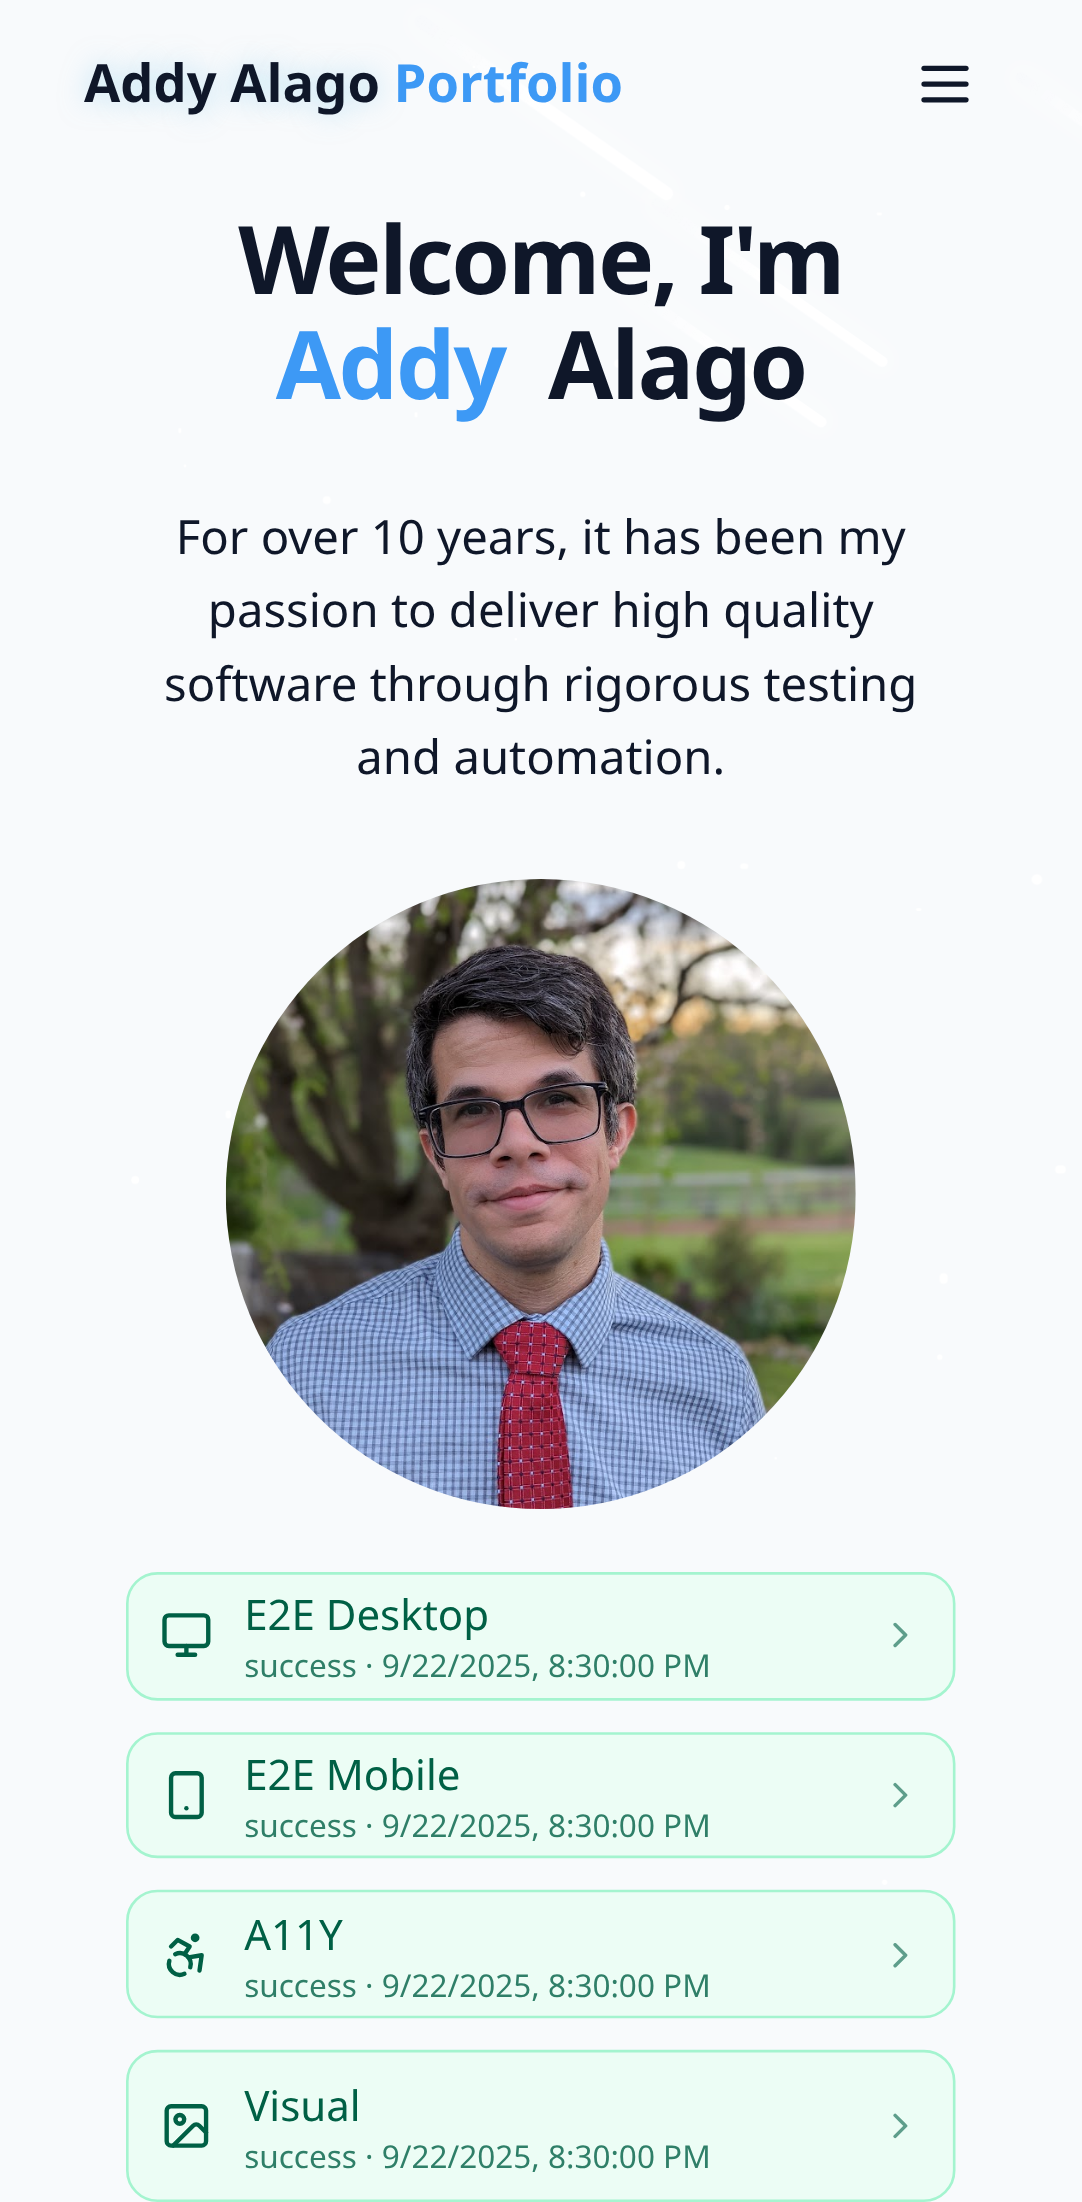 Addy Alago Portfolio
Welcome, I'm
Addy Alago
For over 10 years, it has been my
passion to deliver high quality
software through rigorous testing
and automation.
E2E Desktop
success · 9/22/2025, 8:30:00 PM
E2E Mobile
success · 9/22/2025, 8:30:00 PM
A11Y
success · 9/22/2025, 8:30:00 PM
Visual
success · 9/22/2025, 8:30:00 PM